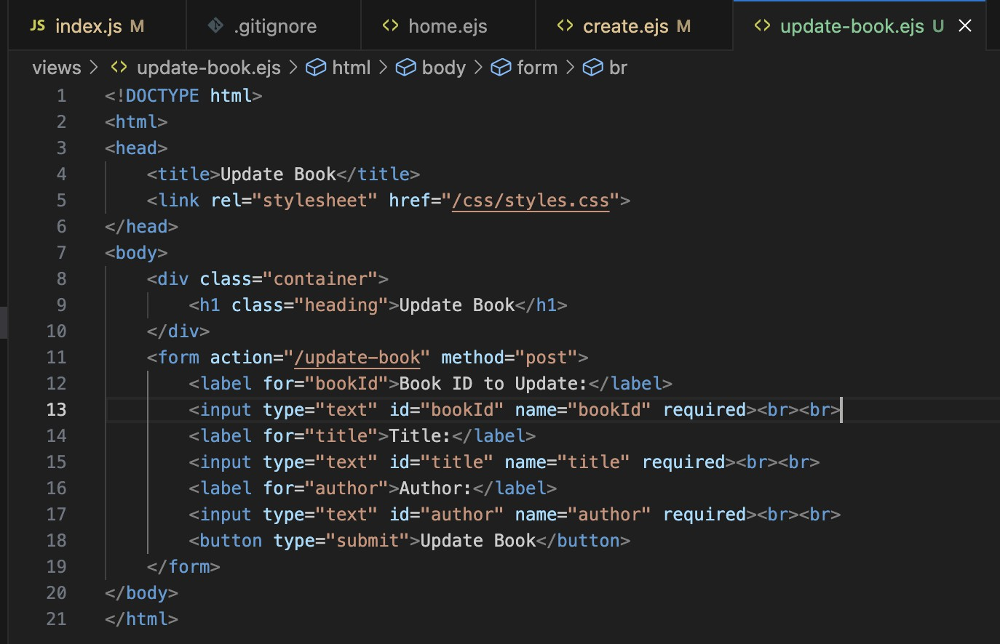 JS index.js M .gitignore <> home.ejs <> create.ejs M <> update-book.ejs U ×
views > <> update-book.ejs > html > body > form > br
1 <!DOCTYPE html>
2 <html>
3 <head>
4     <title>Update Book</title>
5     <link rel="stylesheet" href="/css/styles.css">
6 </head>
7 <body>
8     <div class="container">
9         <h1 class="heading">Update Book</h1>
10     </div>
11     <form action="/update-book" method="post">
12         <label for="bookId">Book ID to Update:</label>
13         <input type="text" id="bookId" name="bookId" required><br><br>
14         <label for="title">Title:</label>
15         <input type="text" id="title" name="title" required><br><br>
16         <label for="author">Author:</label>
17         <input type="text" id="author" name="author" required><br><br>
18         <button type="submit">Update Book</button>
19     </form>
20 </body>
21 </html>